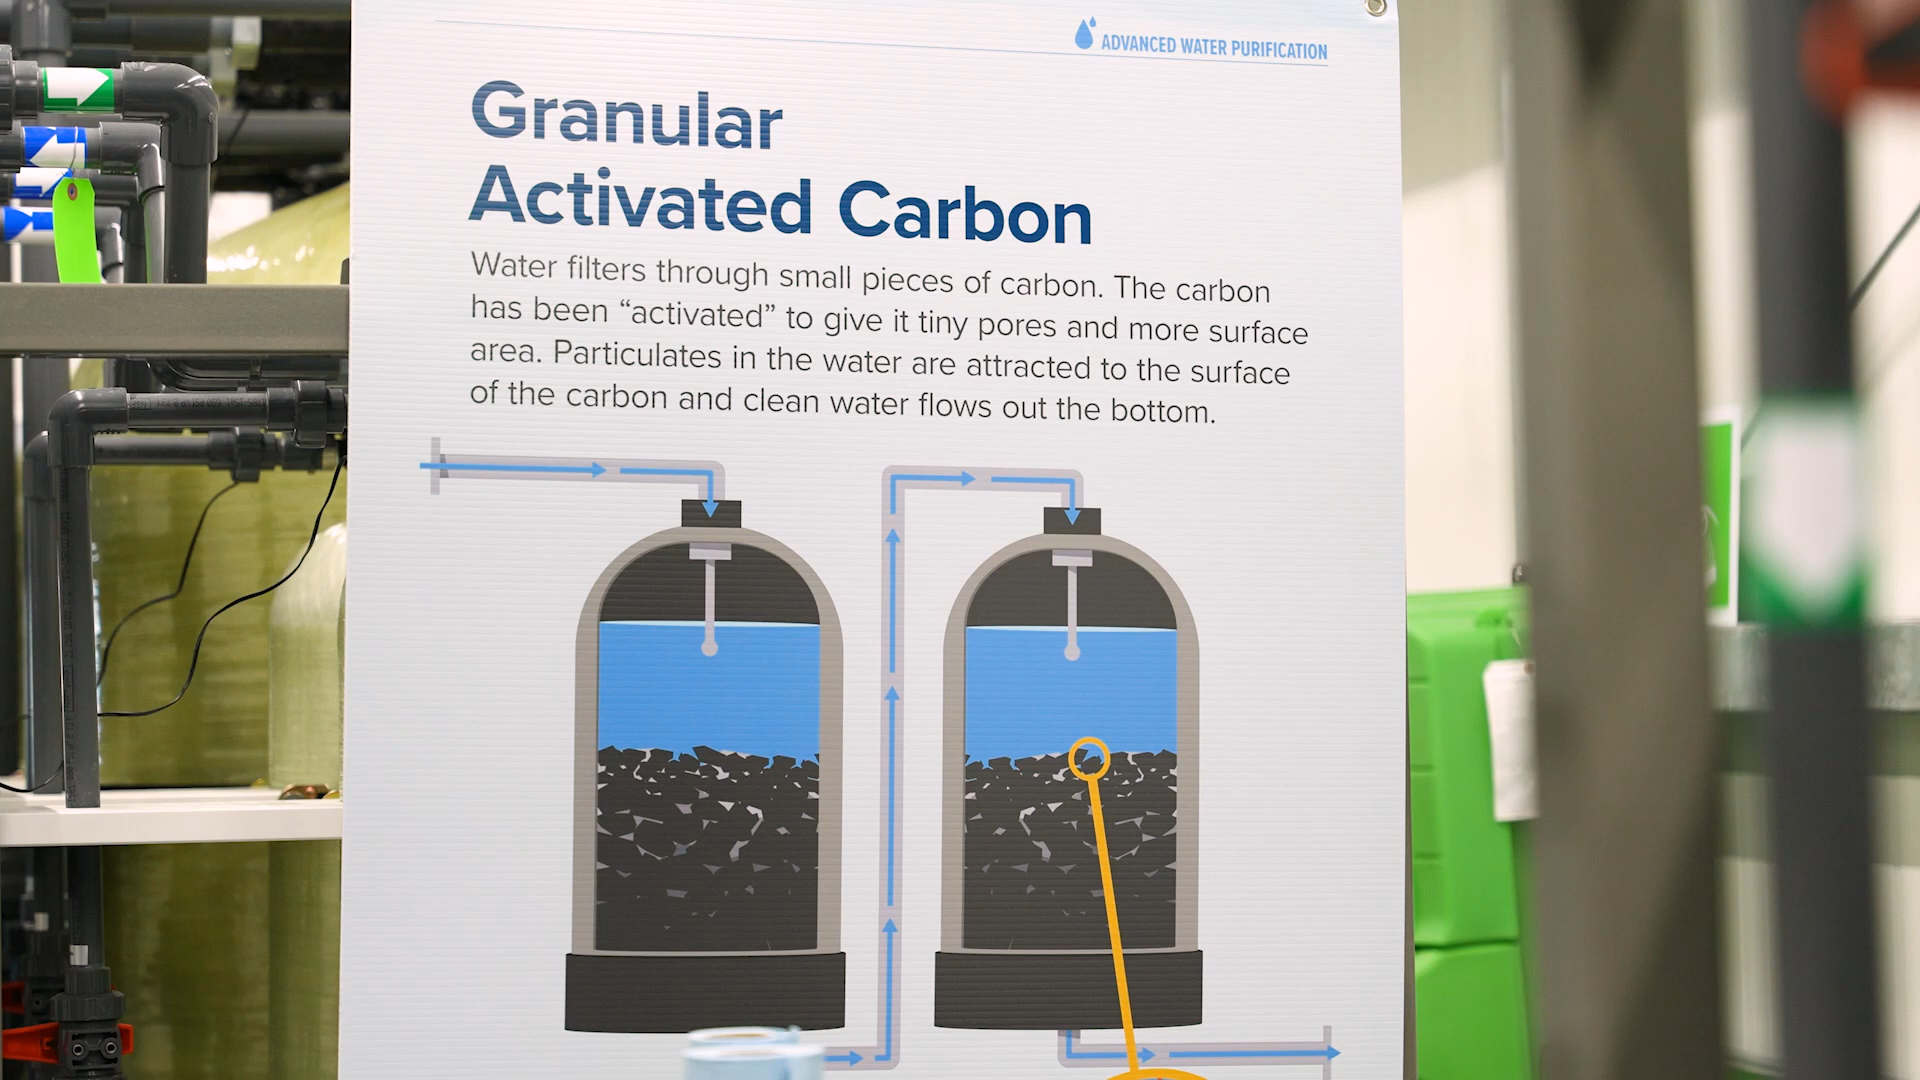 ADVANCED WATER PURIFICATION
Granular
Activated Carbon
Water filters through small pieces of carbon. The carbon
has been “activated” to give it tiny pores and more surface
area. Particulates in the water are attracted to the surface
of the carbon and clean water flows out the bottom.